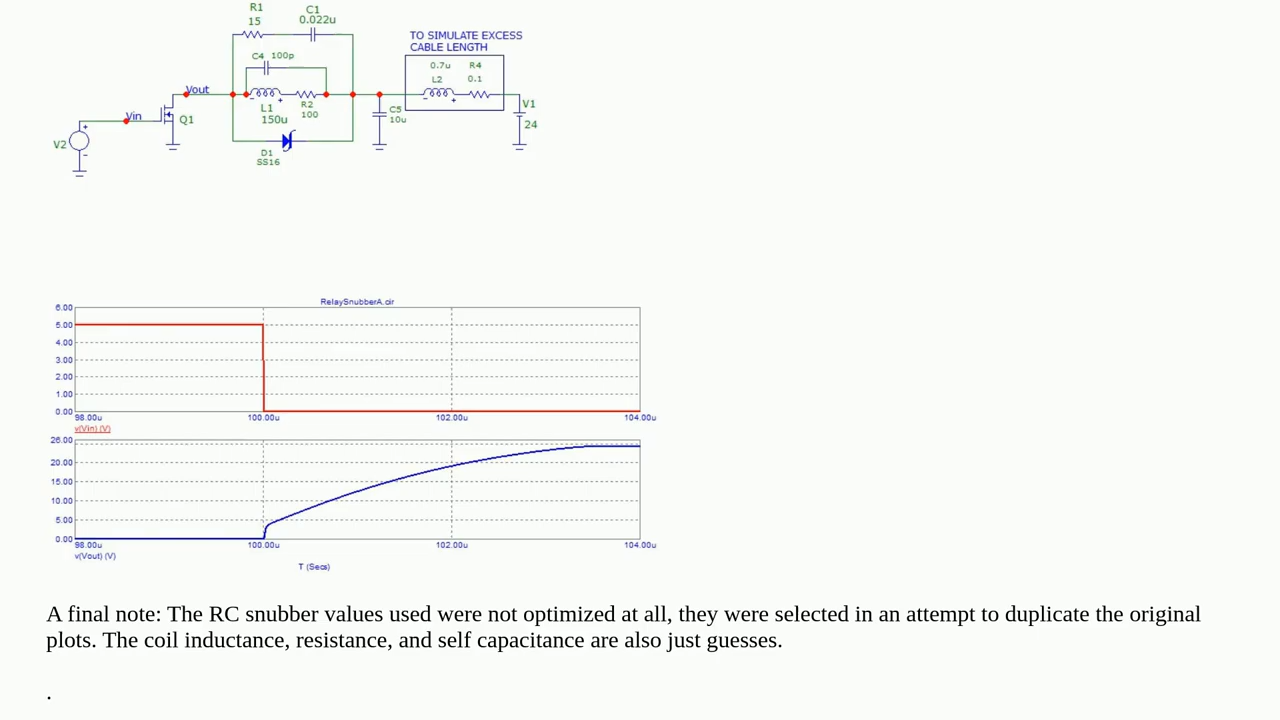 R1
15
C1
0.022u
C4 100p
TO SIMULATE EXCESS
CABLE LENGTH
0.7u R4
L2 0.1
Vout
Vin
Q1
V2
L1
150u
R2
100
C5
10u
V1
24
D1
SS16
RelaySnubberA.cir
6.00
5.00
4.00
3.00
2.00
1.00
0.00
98.00u 100.00u 102.00u 104.00u
v(Vin) (V)
26.00
20.00
15.00
10.00
5.00
0.00
98.00u 100.00u 102.00u 104.00u
v(Vout) (V)
T (Secs)
A final note: The RC snubber values used were not optimized at all, they were selected in an attempt to duplicate the original
plots. The coil inductance, resistance, and self capacitance are also just guesses.
.